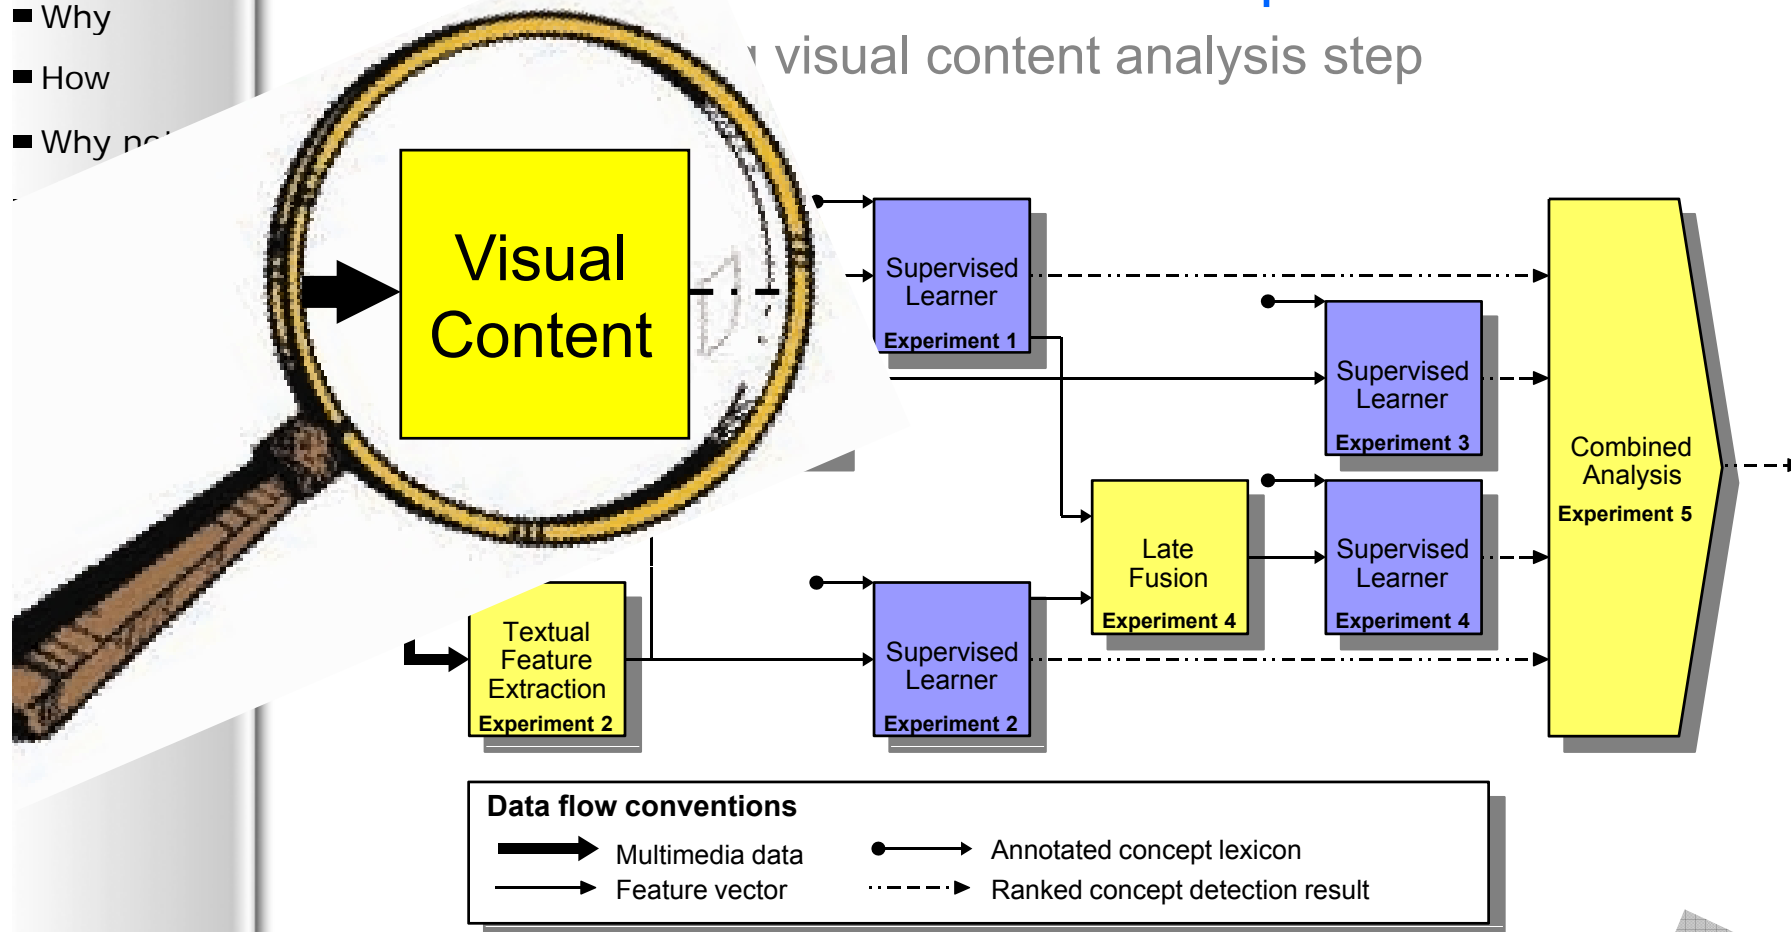 Why
How
Why
visual content analysis step
Visual
Content
Supervised
Learner
Experiment 1
Supervised
Learner
Experiment 3
Combined
Analysis
Experiment 5
Late
Fusion
Experiment 4
Supervised
Learner
Experiment 4
Textual
Feature
Extraction
Experiment 2
Supervised
Learner
Experiment 2
Data flow conventions
Multimedia data
Annotated concept lexicon
Feature vector
Ranked concept detection result